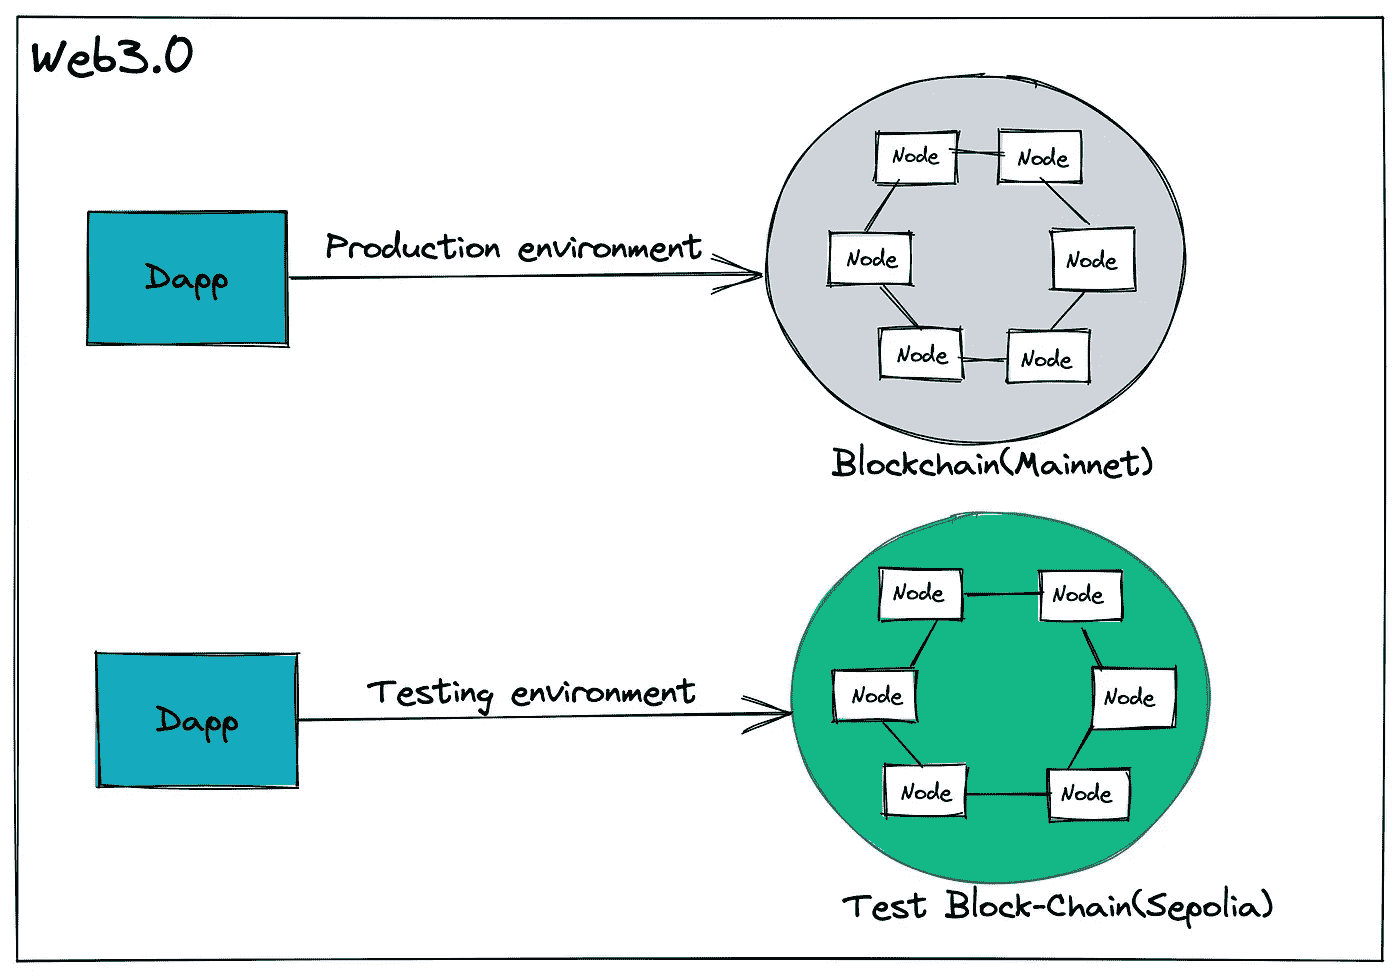 Web3.0
Node Node
Production environment
Dapp
Node Node
Node Node
Blockchain(Mainnet)
Node Node
Testing environment
Dapp
Node Node
Node Node
Test Block-Chain(Sepolia)